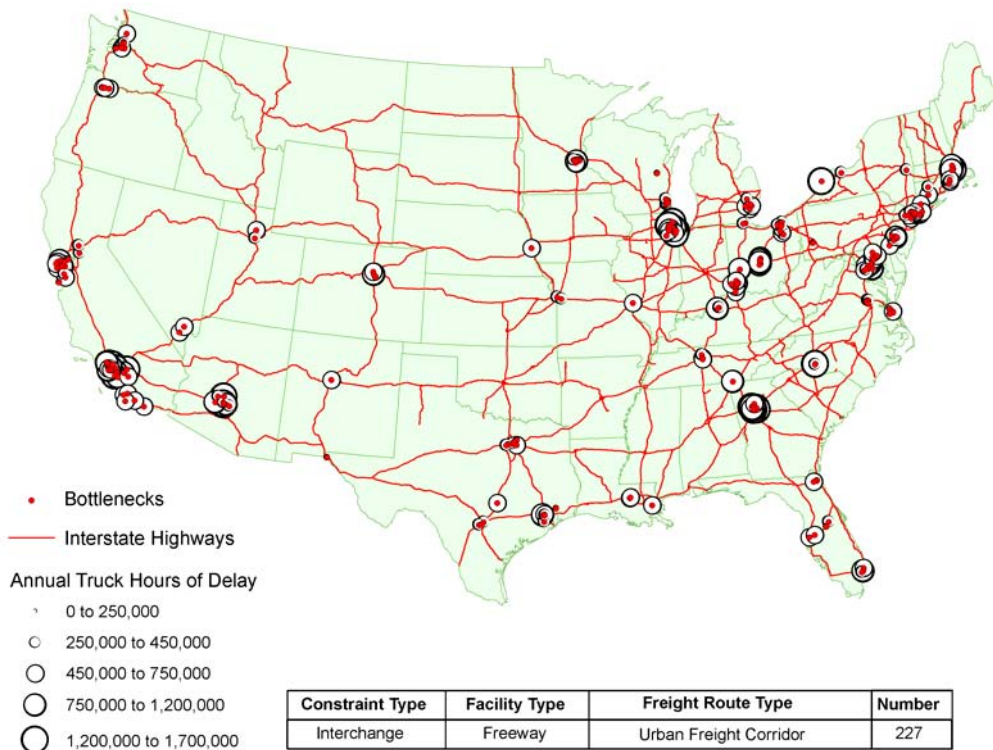 Bottlenecks
Interstate Highways
Annual Truck Hours of Delay
0 to 250,000
250,000 to 450,000
450,000 to 750,000
750,000 to 1,200,000
1,200,000 to 1,700,000
Constraint Type Facility Type Freight Route Type Number
Interchange Freeway Urban Freight Corridor 227